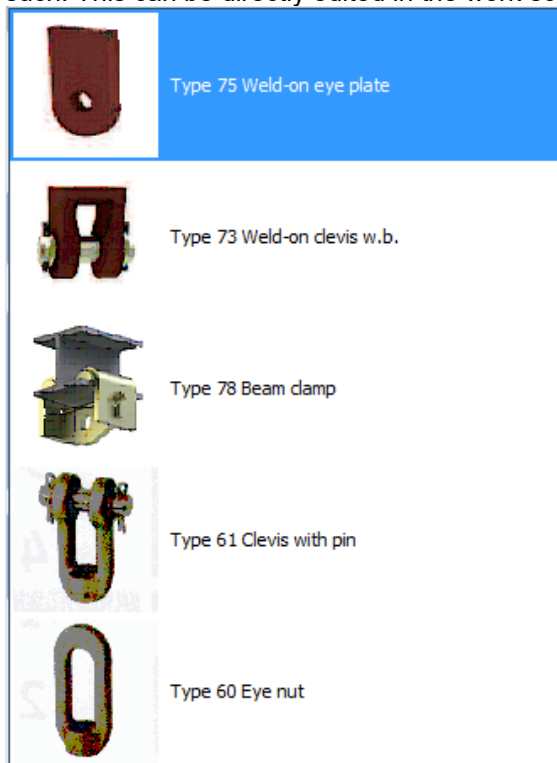 Type 75 Weld-on eye plate
Type 73 Weld-on clevis w.b.
Type 78 Beam clamp
Type 61 Clevis with pin
Type 60 Eye nut